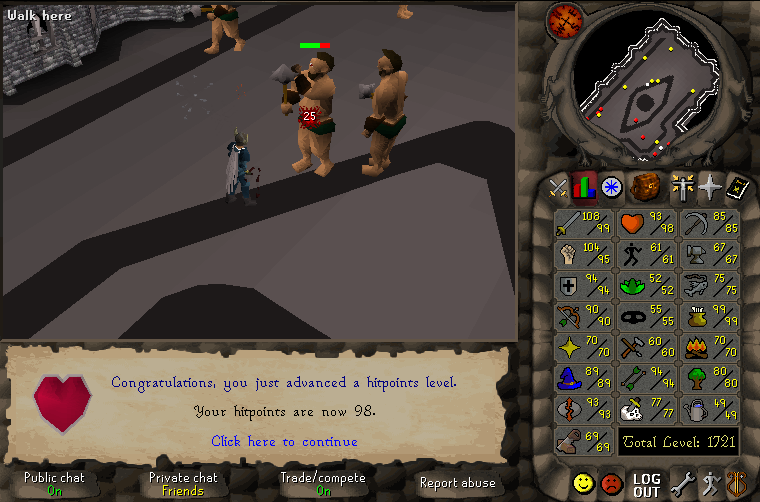 Walk here
25
108/99 93/98 85/85
104/95 61/61 67/67
94/94 52/52 75/75
90/90 55/55 99/99
70/70 60/60 70/70
89/89 94/94 80/80
93/93 77/77 49/49
69/69 Total Level: 1721
Congratulations, you just advanced a hitpoints level.
Your hitpoints are now 98.
Click here to continue
Public chat
On
Private chat
Friends
Trade/compete
On
Report abuse
LOG
OUT